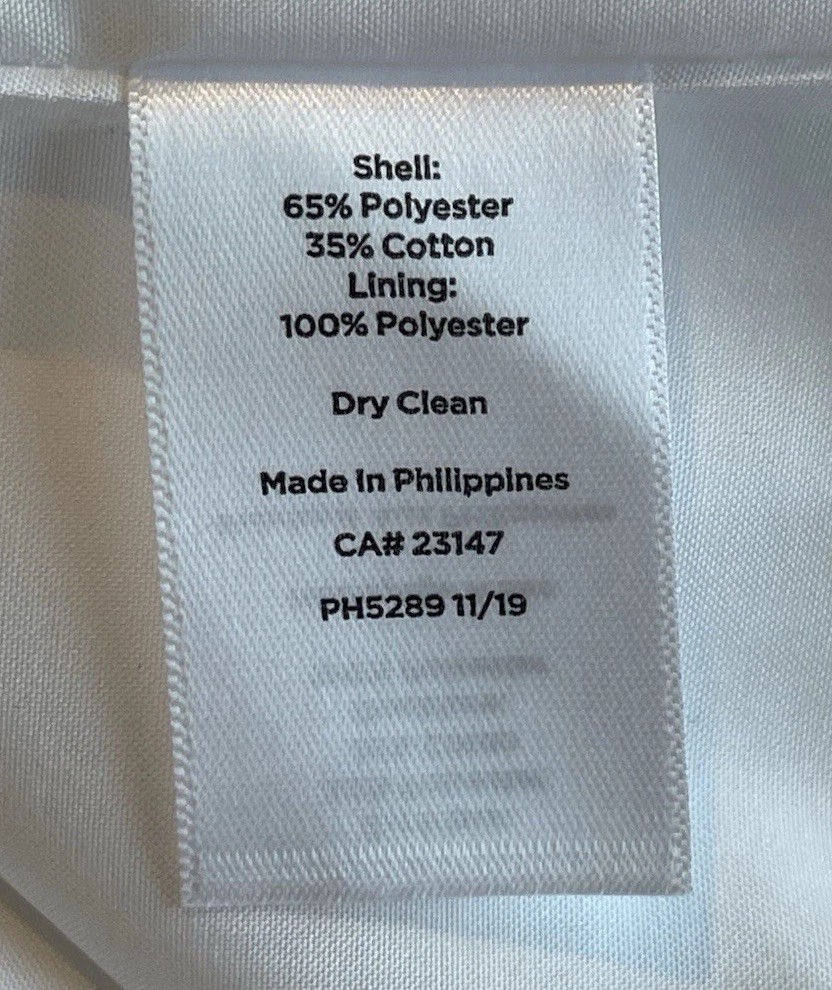 Shell:
65% Polyester
35% Cotton
Lining:
100% Polyester
Dry Clean
Made In Philippines
CA# 23147
PH5289 11/19